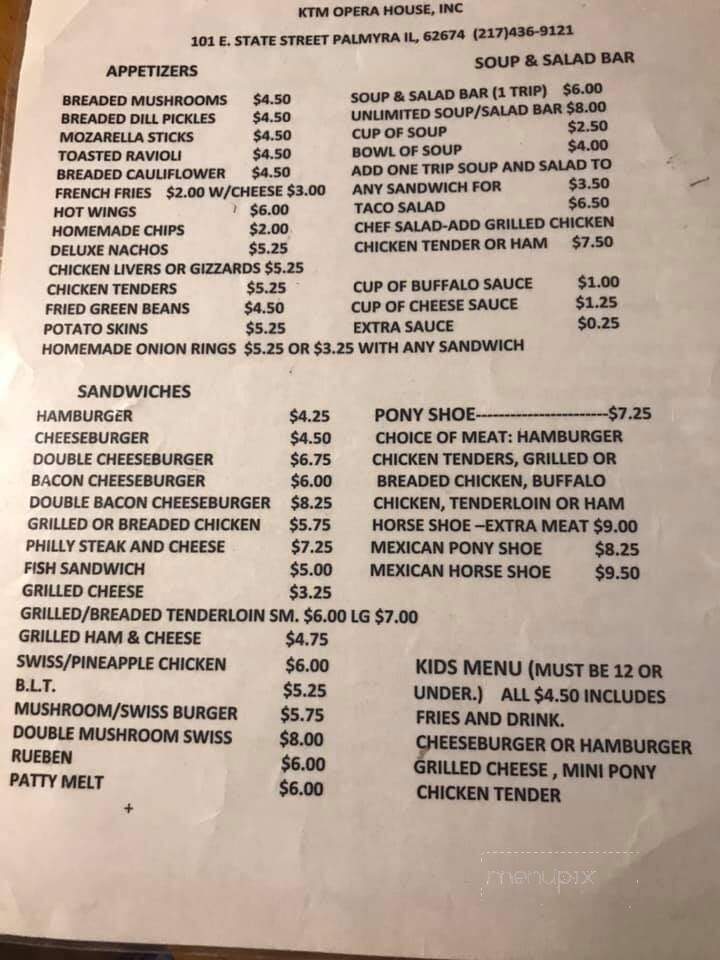 KTM OPERA HOUSE, INC
101 E. STATE STREET PALMYRA IL, 62674 (217)436-9121
APPETIZERS
BREADED MUSHROOMS $4.50
BREADED DILL PICKLES $4.50
MOZARELLA STICKS $4.50
TOASTED RAVIOLI $4.50
BREADED CAULIFLOWER $4.50
FRENCH FRIES $2.00 W/CHEESE $3.00
HOT WINGS $6.00
HOMEMADE CHIPS $2.00
DELUXE NACHOS $5.25
CHICKEN LIVERS OR GIZZARDS $5.25
CHICKEN TENDERS $5.25
FRIED GREEN BEANS $4.50
POTATO SKINS $5.25
HOMEMADE ONION RINGS $5.25 OR $3.25 WITH ANY SANDWICH
SOUP & SALAD BAR
SOUP & SALAD BAR (1 TRIP) $6.00
UNLIMITED SOUP/SALAD BAR $8.00
CUP OF SOUP $2.50
BOWL OF SOUP $4.00
ADD ONE TRIP SOUP AND SALAD TO
ANY SANDWICH FOR $3.50
TACO SALAD $6.50
CHEF SALAD-ADD GRILLED CHICKEN
CHICKEN TENDER OR HAM $7.50
CUP OF BUFFALO SAUCE $1.00
CUP OF CHEESE SAUCE $1.25
EXTRA SAUCE $0.25
SANDWICHES
HAMBURGER $4.25
CHEESEBURGER $4.50
DOUBLE CHEESEBURGER $6.75
BACON CHEESEBURGER $6.00
DOUBLE BACON CHEESEBURGER $8.25
GRILLED OR BREADED CHICKEN $5.75
PHILLY STEAK AND CHEESE $7.25
FISH SANDWICH $5.00
GRILLED CHEESE $3.25
GRILLED/BREADED TENDERLOIN SM. $6.00 LG $7.00
GRILLED HAM & CHEESE $4.75
SWISS/PINEAPPLE CHICKEN $6.00
B.L.T. $5.25
MUSHROOM/SWISS BURGER $5.75
DOUBLE MUSHROOM SWISS $8.00
RUEBEN $6.00
PATTY MELT $6.00
+
PONY SHOE-----------------------$7.25
CHOICE OF MEAT: HAMBURGER
CHICKEN TENDERS, GRILLED OR
BREADED CHICKEN, BUFFALO
CHICKEN, TENDERLOIN OR HAM
HORSE SHOE –EXTRA MEAT $9.00
MEXICAN PONY SHOE $8.25
MEXICAN HORSE SHOE $9.50
KIDS MENU (MUST BE 12 OR
UNDER.) ALL $4.50 INCLUDES
FRIES AND DRINK.
CHEESEBURGER OR HAMBURGER
GRILLED CHEESE , MINI PONY
CHICKEN TENDER
menupix